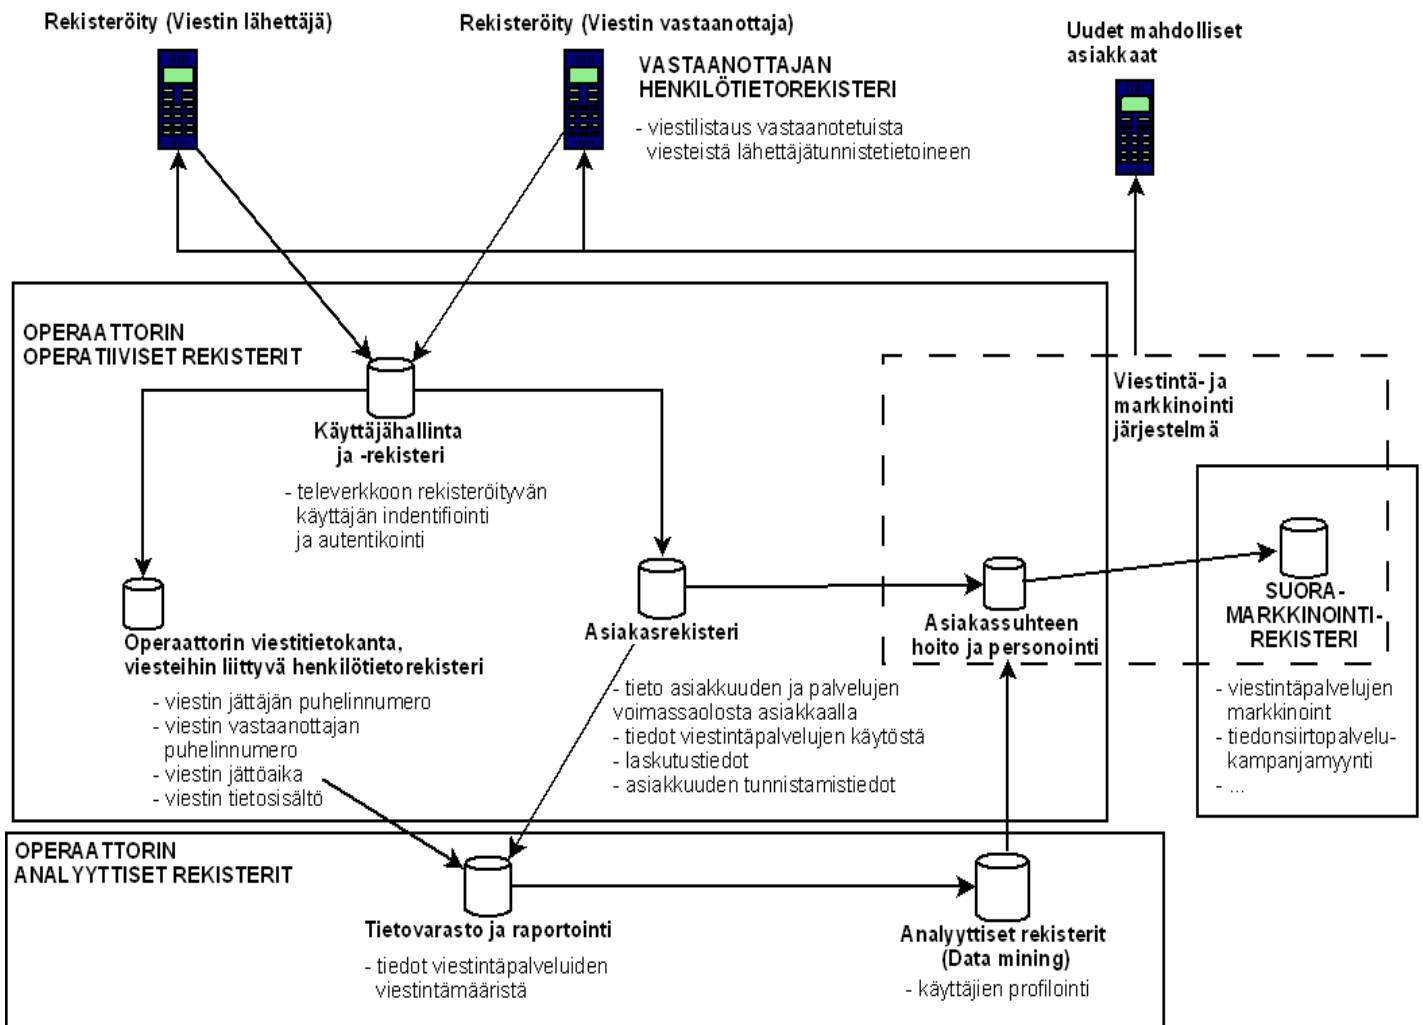 Rekisteröity (Viestin lähettäjä)
Rekisteröity (Viestin vastaanottaja)
Uudet mahdolliset
asiakkaat
VASTAANOTTAJAN
HENKILÖTIETOREKISTERI
- viestilistaus vastaanotetuista
viesteistä lähettäjätunnistetietoineen
OPERAATTORIN
OPERATIIVISET REKISTERIT
Käyttäjähallinta
ja -rekisteri
- televerkkoon rekisteröityvän
käyttäjän indentifiointi
ja autentikointi
Viestintä- ja
markkinointi
järjestelmä
Operaattorin viestitietokanta,
viesteihin liittyvä henkilötietorekisteri
- viestin jättäjän puhelinnumero
- viestin vastaanottajan
puhelinnumero
- viestin jättöaika
- viestin tietosisältö
Asiakasrekisteri
- tieto asiakkuuden ja palvelujen
voimassaolosta asiakkaalla
- tiedot viestintäpalvelujen käytöstä
- laskutustiedot
- asiakkuuden tunnistamistiedot
Asiakassuhteen
hoito ja personointi
SUORA-
MARKKINOINTI-
REKISTERI
- viestintäpalvelujen
markkinoint
- tiedonsiirtopalvelu-
kampanjamyynti
- ...
OPERAATTORIN
ANALYYTTISET REKISTERIT
Tietovarasto ja raportointi
- tiedot viestintäpalveluiden
viestintämääristä
Analyyttiset rekisterit
(Data mining)
- käyttäjien profilointi